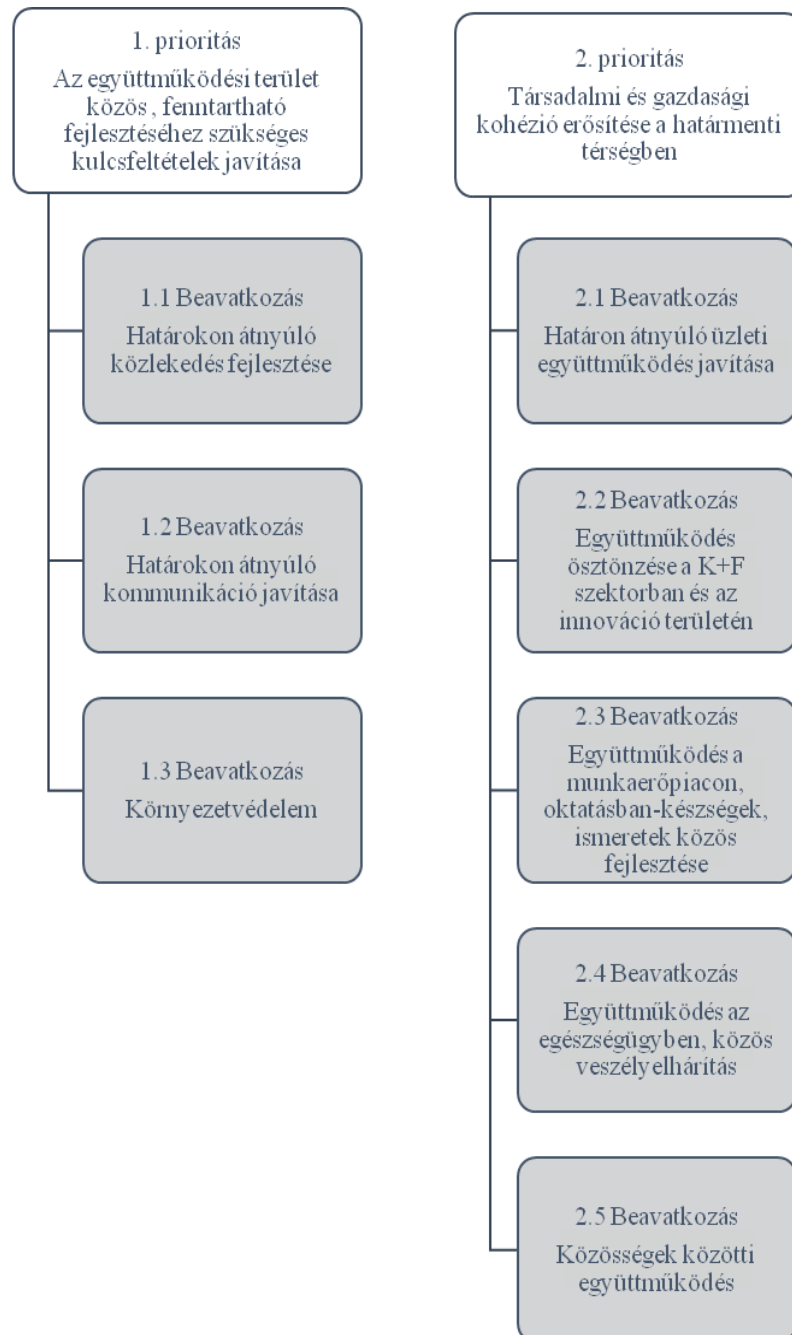 1. prioritás
Az együttműködési terület
közös , fenntartható
fejlesztéséhez szükséges
kulcsfeltételek javítása
1.1 Beavatkozás
Határokon átnyúló
közlekedés fejlesztése
1.2 Beavatkozás
Határokon átnyúló
kommunikáció javítása
1.3 Beavatkozás
Környezetvédelem
2. prioritás
Társadalmi és gazdasági
kohézió erősítése a határmenti
térségben
2.1 Beavatkozás
Határon átnyúló üzleti
együttműködés javítása
2.2 Beavatkozás
Együttműködés
ösztönzése a K+F
szektorban és az
innováció területén
2.3 Beavatkozás
Együttműködés a
munkaerőpiacon,
oktatásban-készségek,
ismeretek közös
fejlesztése
2.4 Beavatkozás
Együttműködés az
egészségügyben, közös
veszélyelhárítás
2.5 Beavatkozás
Közösségek közötti
együttműködés